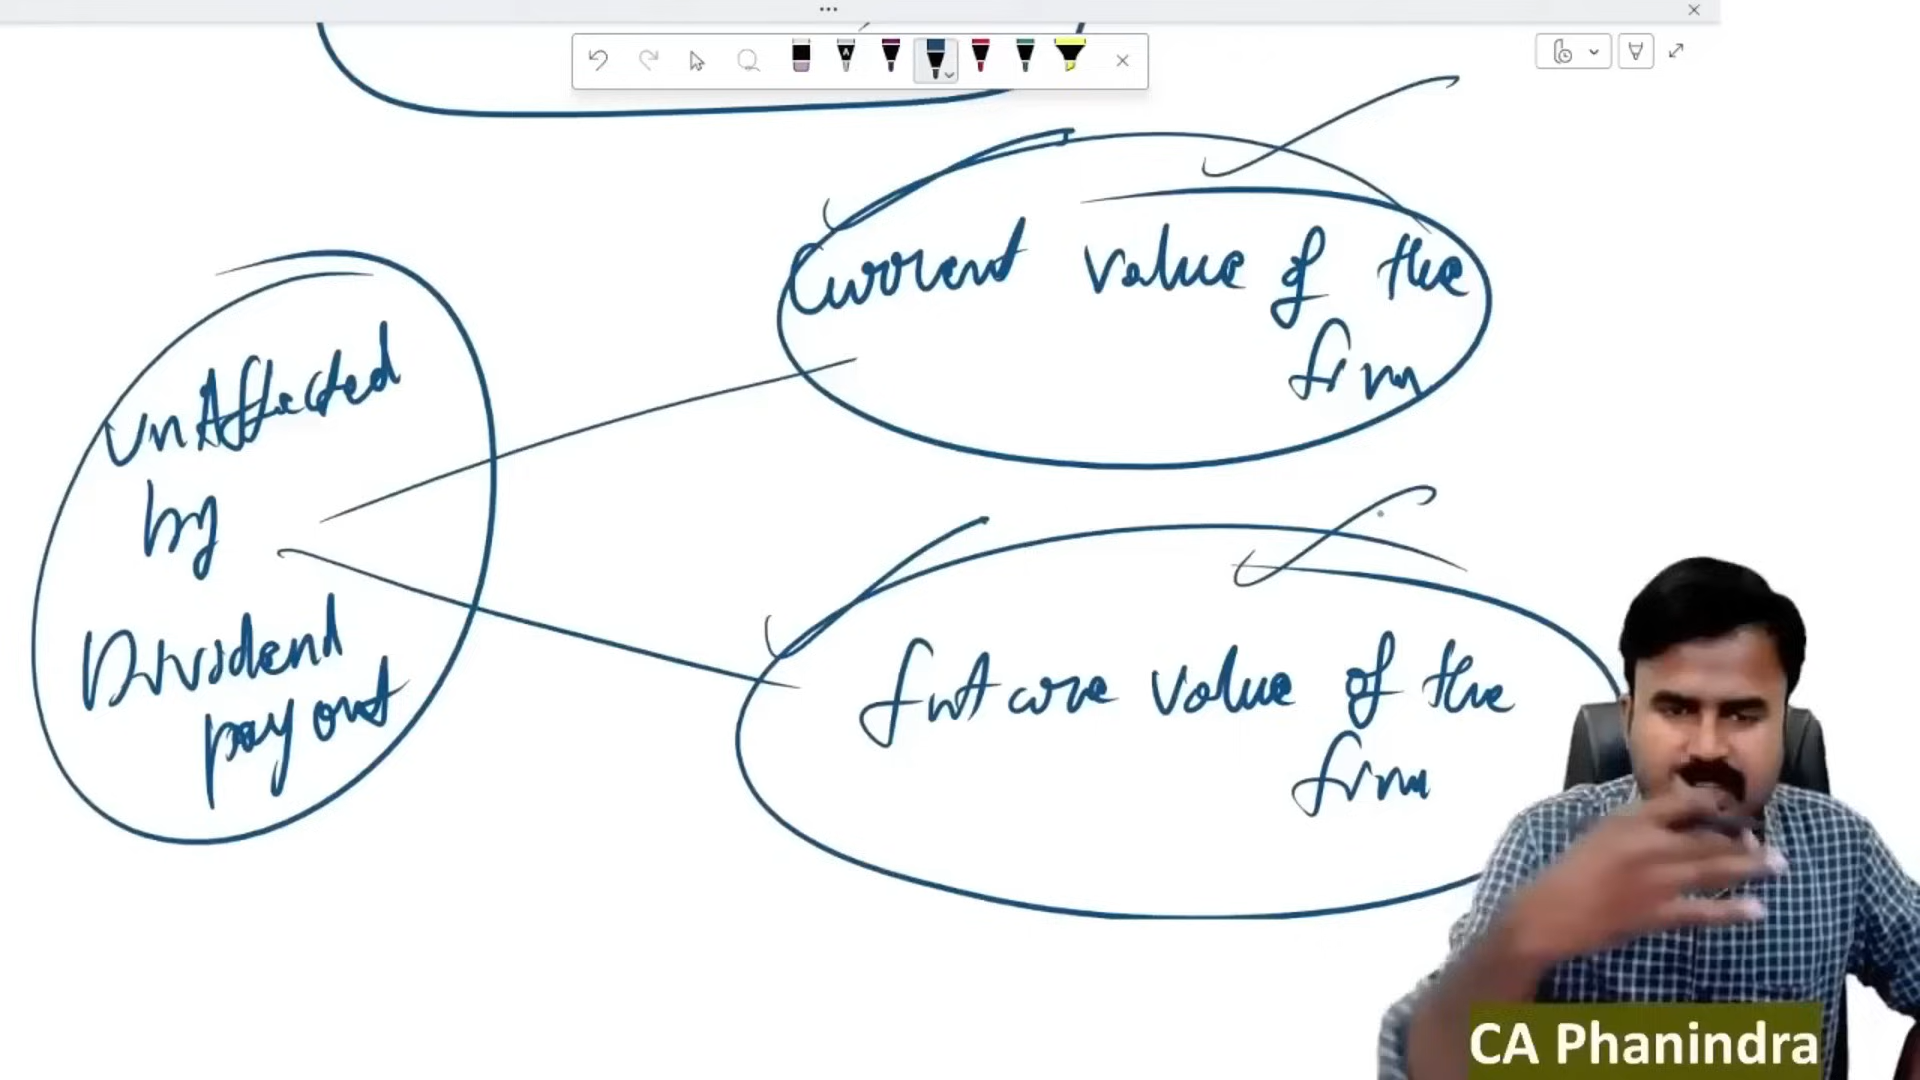 Current value of the
firm
UnAffected
by
Dividend
pay out
future value of the
firm
CA Phanindra